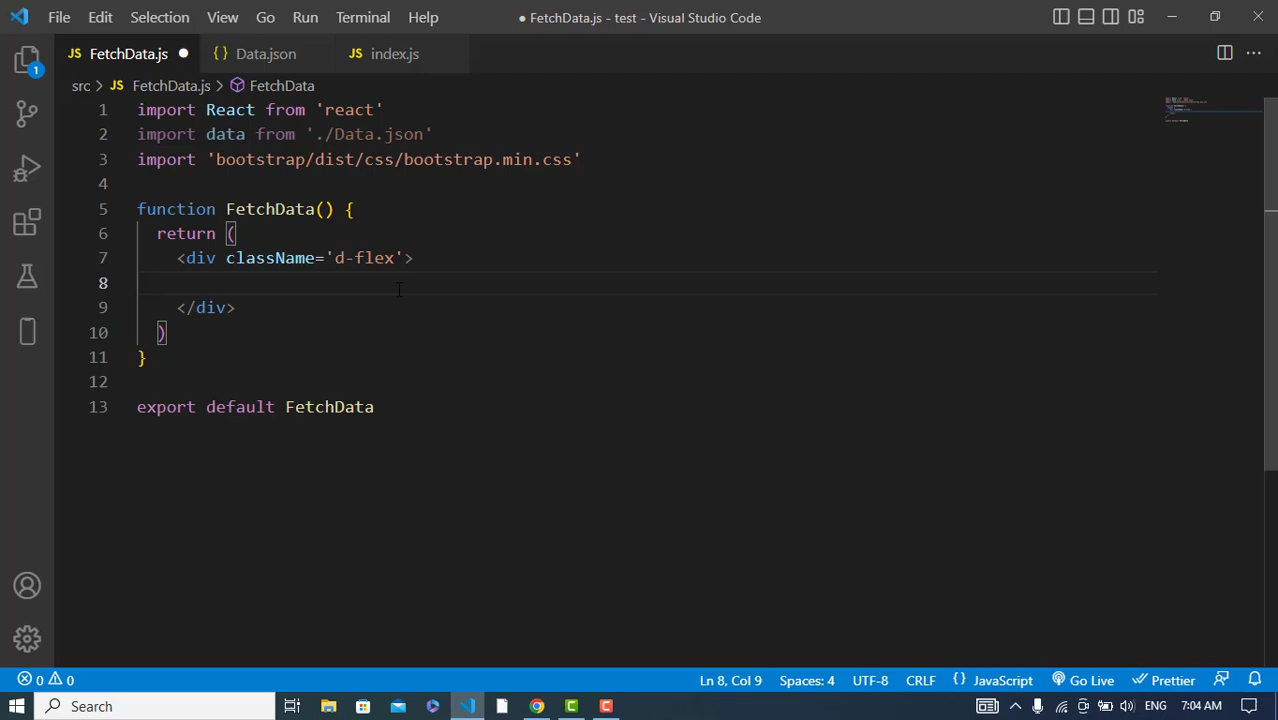 File Edit Selection View Go Run Terminal Help ● FetchData.js - test - Visual Studio Code
JS FetchData.js ● {} Data.json JS index.js
src > JS FetchData.js > FetchData
1 import React from 'react'
2 import data from './Data.json'
3 import 'bootstrap/dist/css/bootstrap.min.css'
4
5 function FetchData() {
6 return (
7 <div className='d-flex'>
8
9 </div>
10 )
11 }
12
13 export default FetchData
1
0 0 Ln 8, Col 9 Spaces: 4 UTF-8 CRLF {} JavaScript Go Live Prettier
Search ENG 7:04 AM